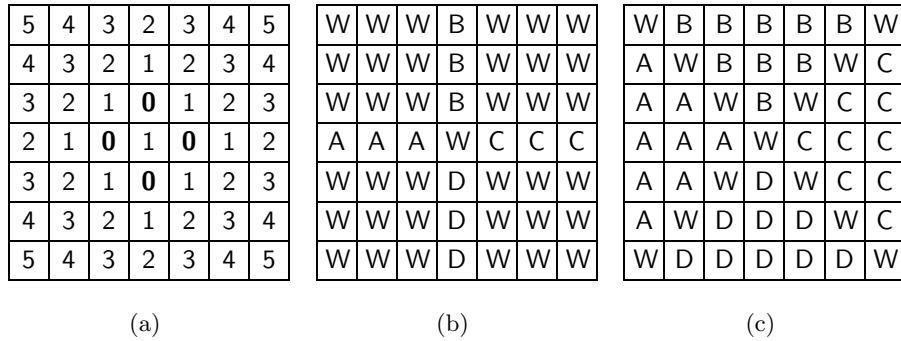 5 4 3 2 3 4 5 W W W B W W W W B B B B B W
4 3 2 1 2 3 4 W W W B W W W A W B B B W C
3 2 1 0 1 2 3 W W W B W W W A A W B W C C
2 1 0 1 0 1 2 A A A W C C C A A A W C C C
3 2 1 0 1 2 3 W W W D W W W A A W D W C C
4 3 2 1 2 3 4 W W W D W W W A W D D D W C
5 4 3 2 3 4 5 W W W D W W W W D D D D D W
(a) (b) (c)